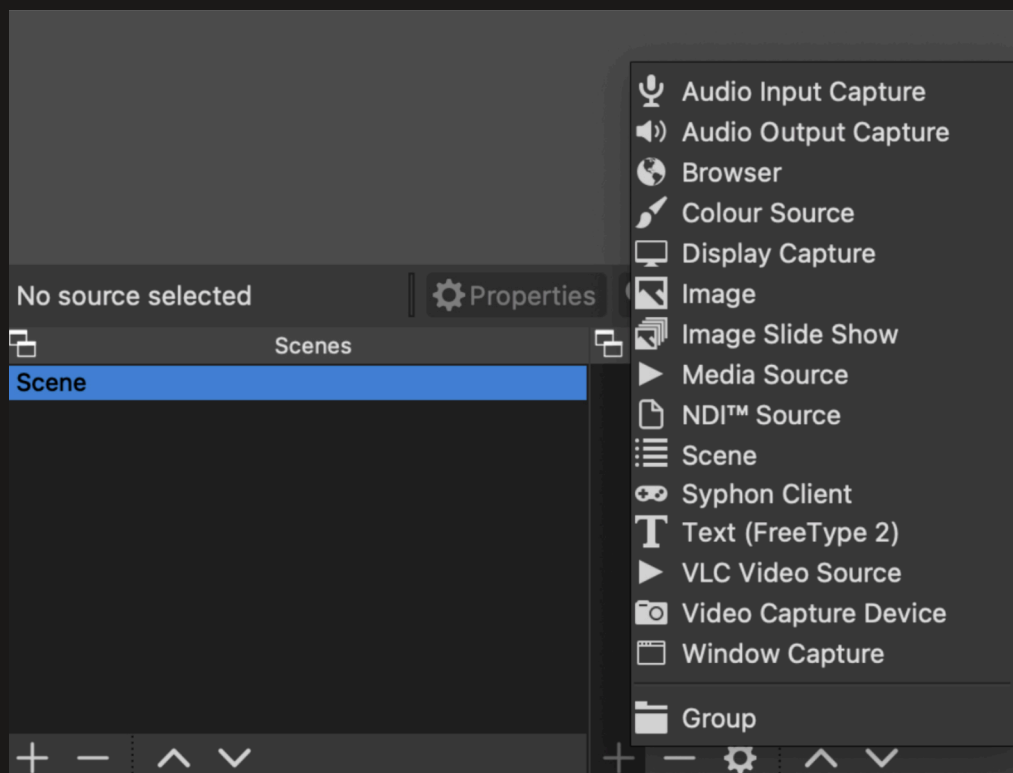 No source selected
Properties
Scenes
Scene
Audio Input Capture
Audio Output Capture
Browser
Colour Source
Display Capture
Image
Image Slide Show
Media Source
NDI™ Source
Scene
Syphon Client
Text (FreeType 2)
VLC Video Source
Video Capture Device
Window Capture
Group